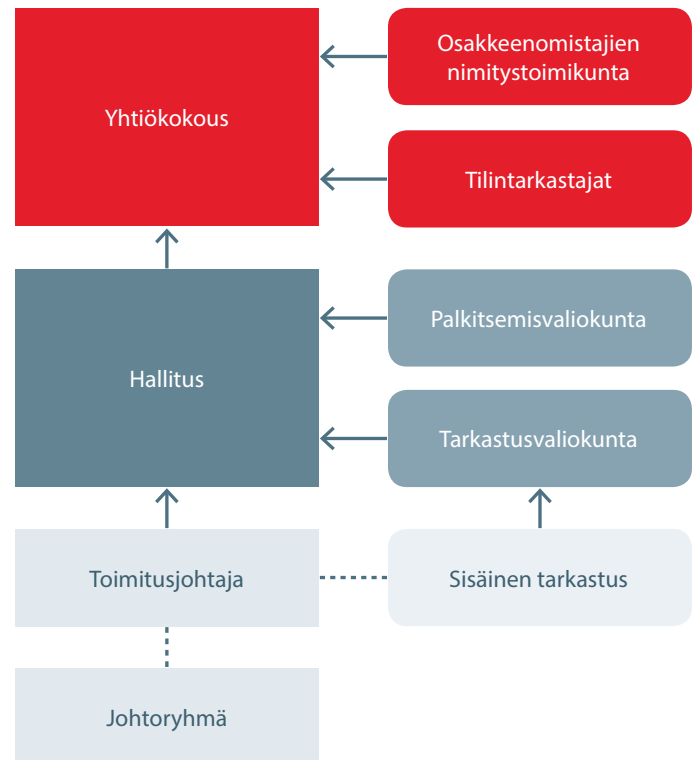 Yhtiökokous
Osakkeenomistajien
nimitystoimikunta
Tilintarkastajat
Hallitus
Palkitsemisvaliokunta
Tarkastusvaliokunta
Toimitusjohtaja
Sisäinen tarkastus
Johtoryhmä